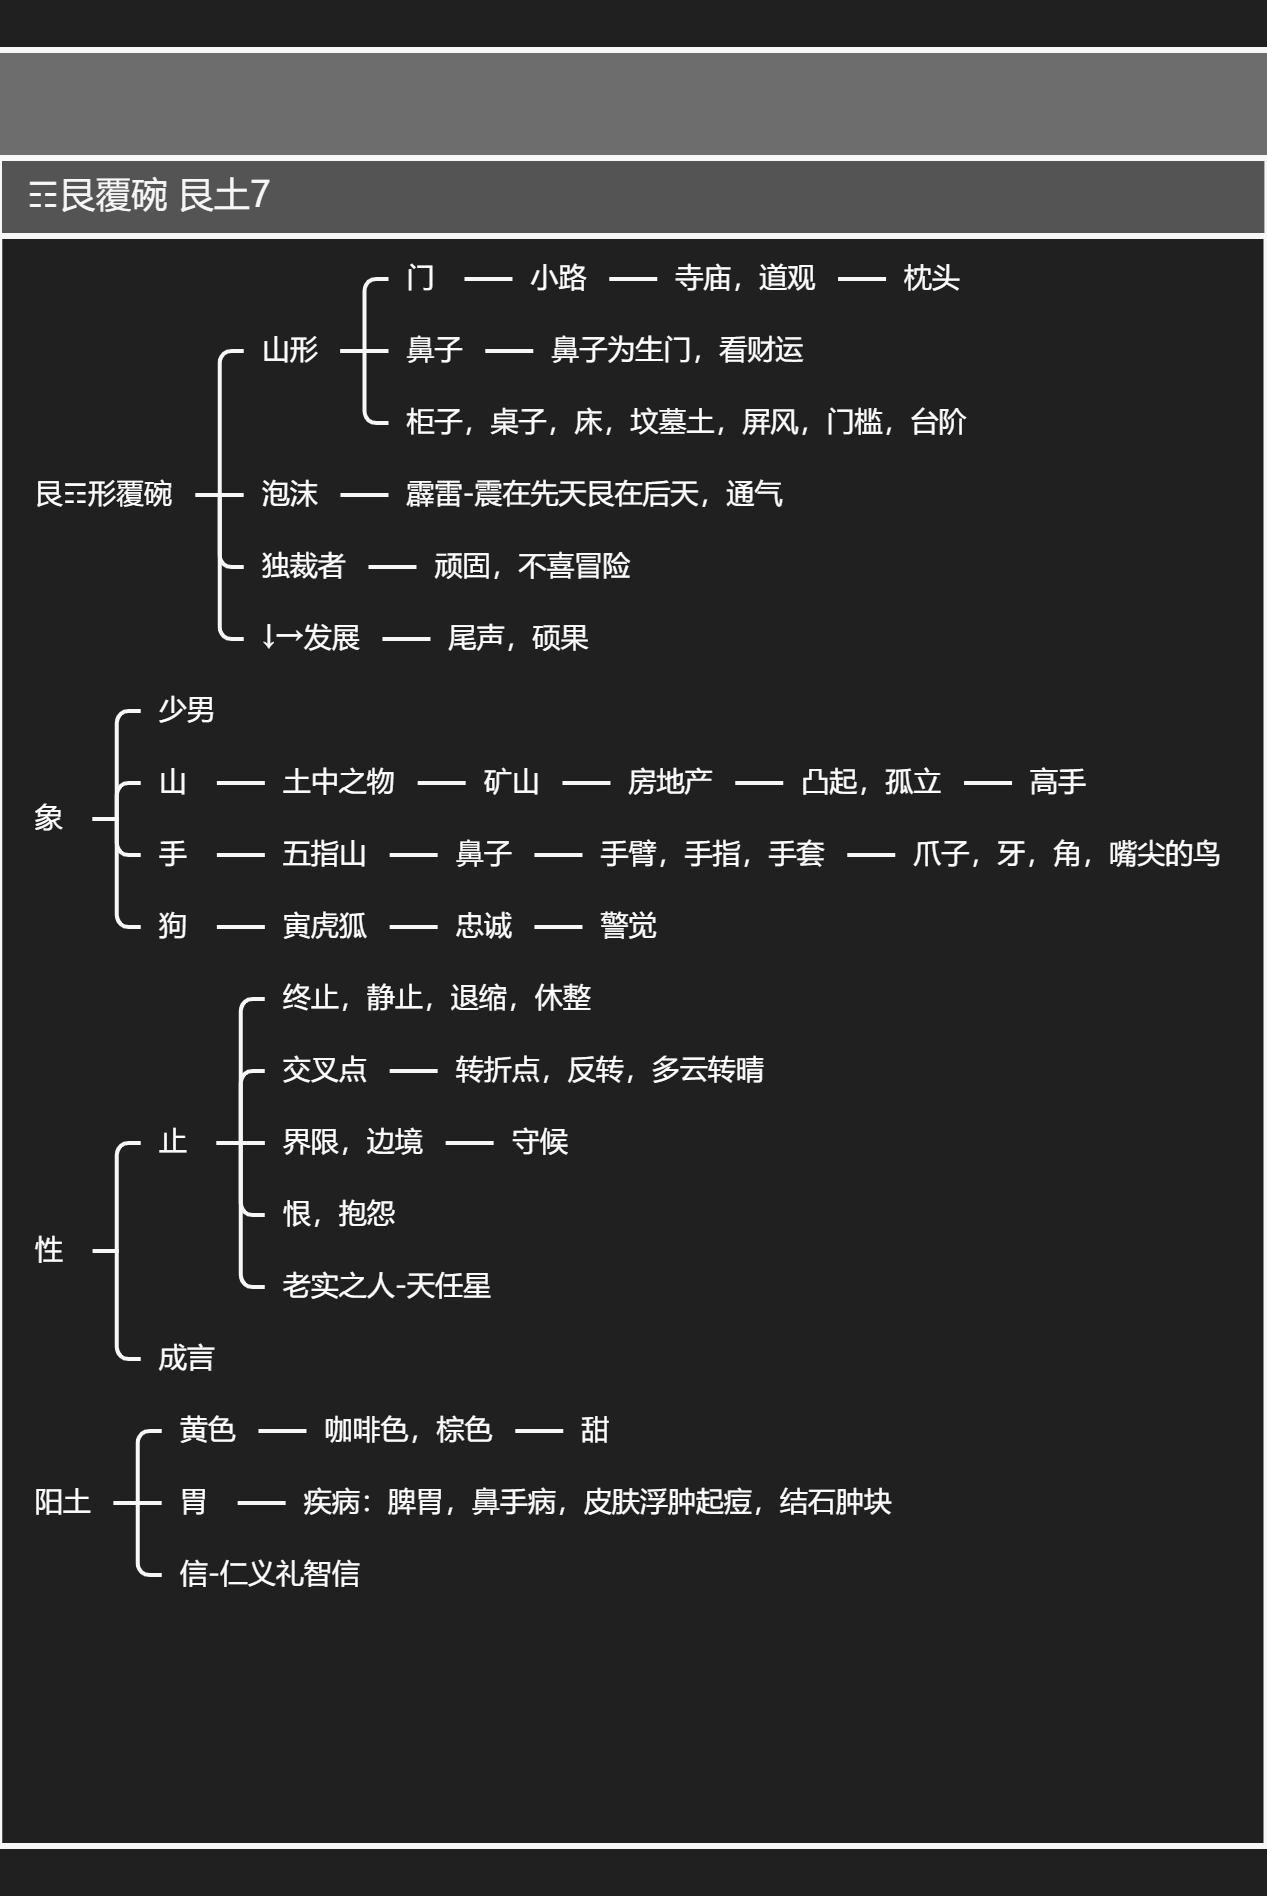 ☶艮覆碗 艮土7
门 小路 寺庙，道观 枕头
山形
鼻子 鼻子为生门，看财运
柜子，桌子，床，坟墓土，屏风，门槛，台阶
艮☶形覆碗
泡沫 霹雷-震在先天艮在后天，通气
独裁者 顽固，不喜冒险
↓→发展 尾声，硕果
象
少男
山 土中之物 矿山 房地产 凸起，孤立 高手
手 五指山 鼻子 手臂，手指，手套 爪子，牙，角，嘴尖的鸟
狗 寅虎狐 忠诚 警觉
性
止
终止，静止，退缩，休整
交叉点 转折点，反转，多云转晴
界限，边境 守候
恨，抱怨
老实之人-天任星
成言
阳土
黄色 咖啡色，棕色 甜
胃 疾病：脾胃，鼻手病，皮肤浮肿起痘，结石肿块
信-仁义礼智信